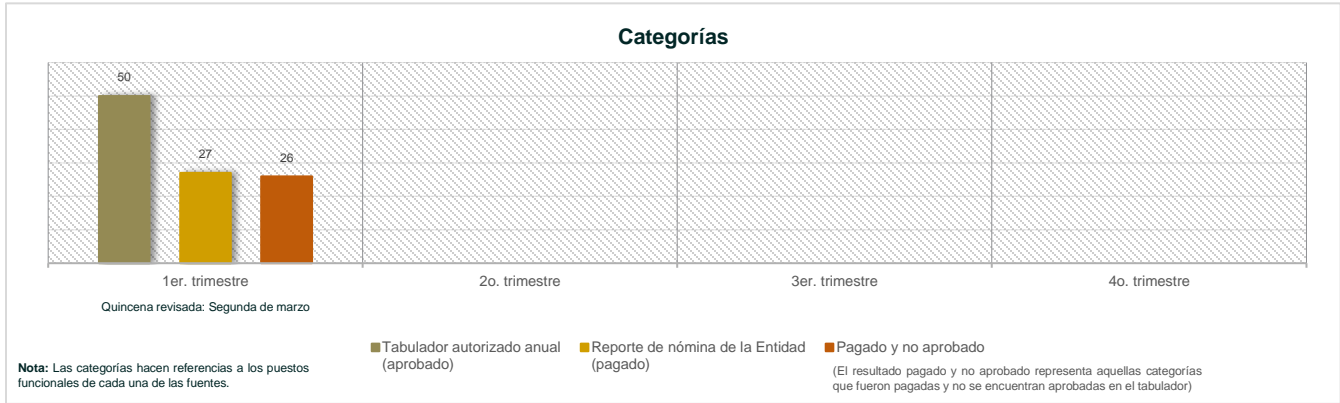 Categorías
50
27
26
1er. trimestre
2o. trimestre
3er. trimestre
4o. trimestre
Quincena revisada: Segunda de marzo
Tabulador autorizado anual
(aprobado)
Reporte de nómina de la Entidad
(pagado)
Pagado y no aprobado
(El resultado pagado y no aprobado representa aquellas categorías
que fueron pagadas y no se encuentran aprobadas en el tabulador)
Nota: Las categorías hacen referencias a los puestos
funcionales de cada una de las fuentes.